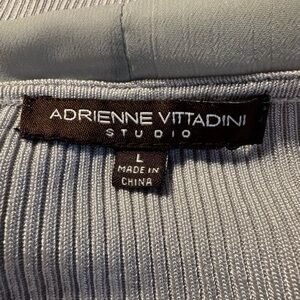 ADRIENNE VITTADINI
STUDIO
L
MADE IN
CHINA